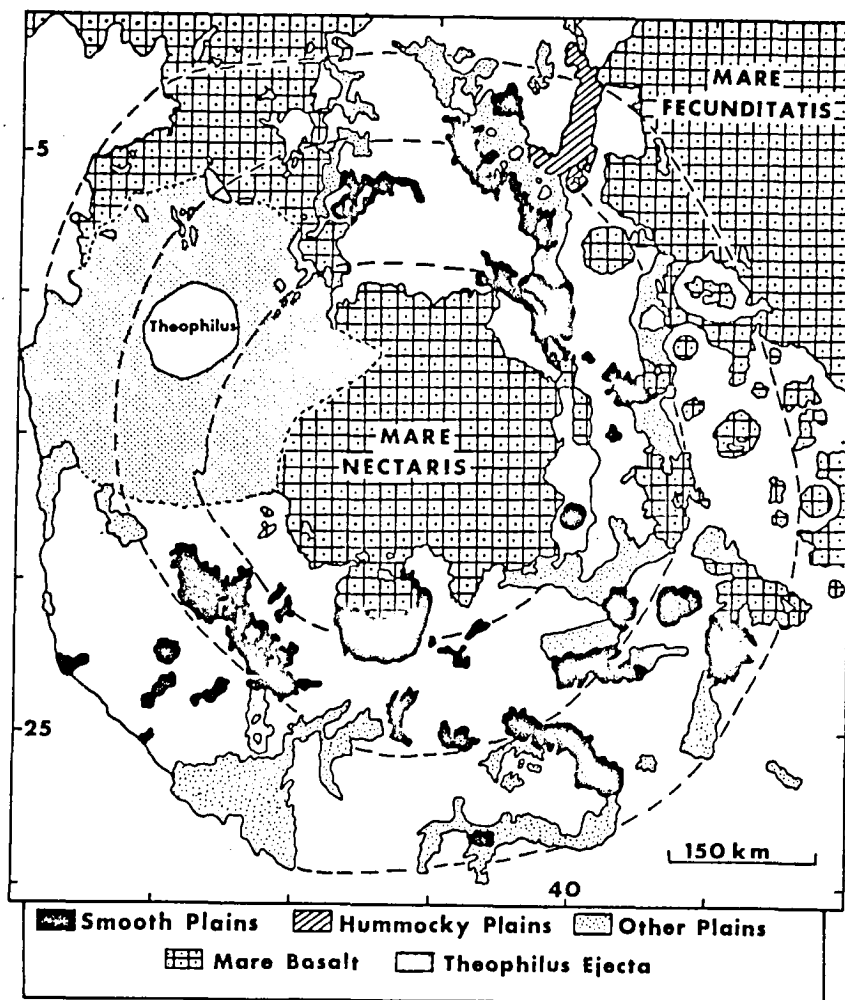 MARE
FECUNDITATIS
-5
Theophilus
MARE
NECTARIS
-25
150 km
40
Smooth Plains Hummocky Plains Other Plains
Mare Basalt Theophilus Ejecta